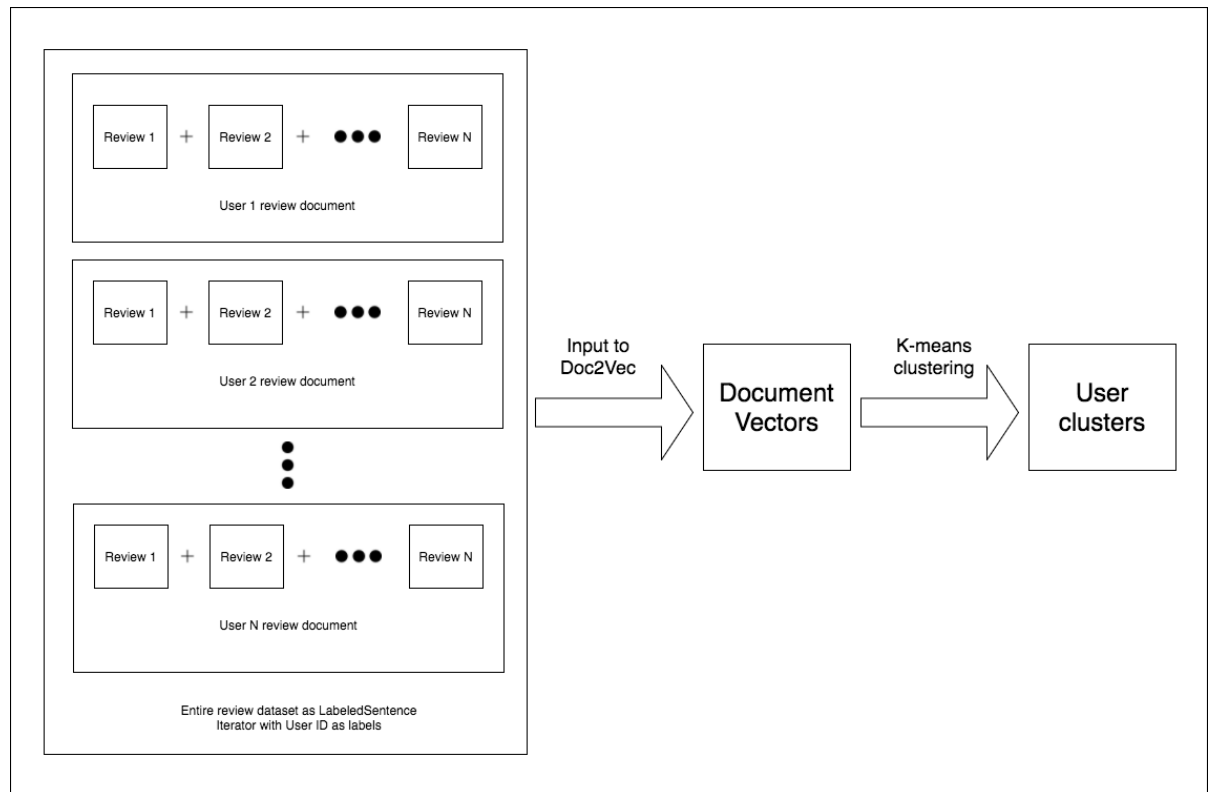 Review 1 + Review 2 + ●●● Review N
User 1 review document
Review 1 + Review 2 + ●●● Review N
User 2 review document
Review 1 + Review 2 + ●●● Review N
User N review document
Entire review dataset as LabeledSentence
Iterator with User ID as labels
Input to
Doc2Vec
Document
Vectors
K-means
clustering
User
clusters